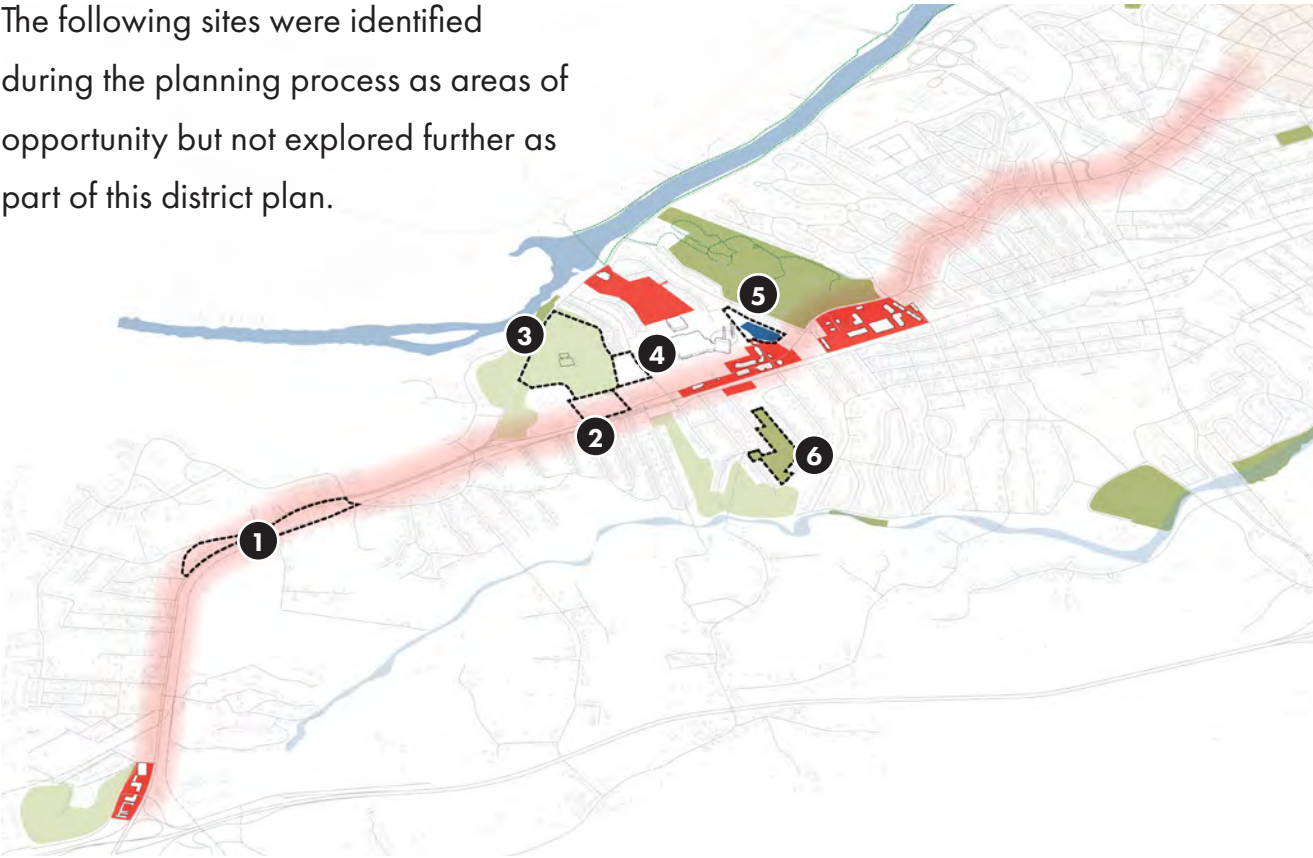 The following sites were identified
during the planning process as areas of
opportunity but not explored further as
part of this district plan.
5
3
4
2
6
1